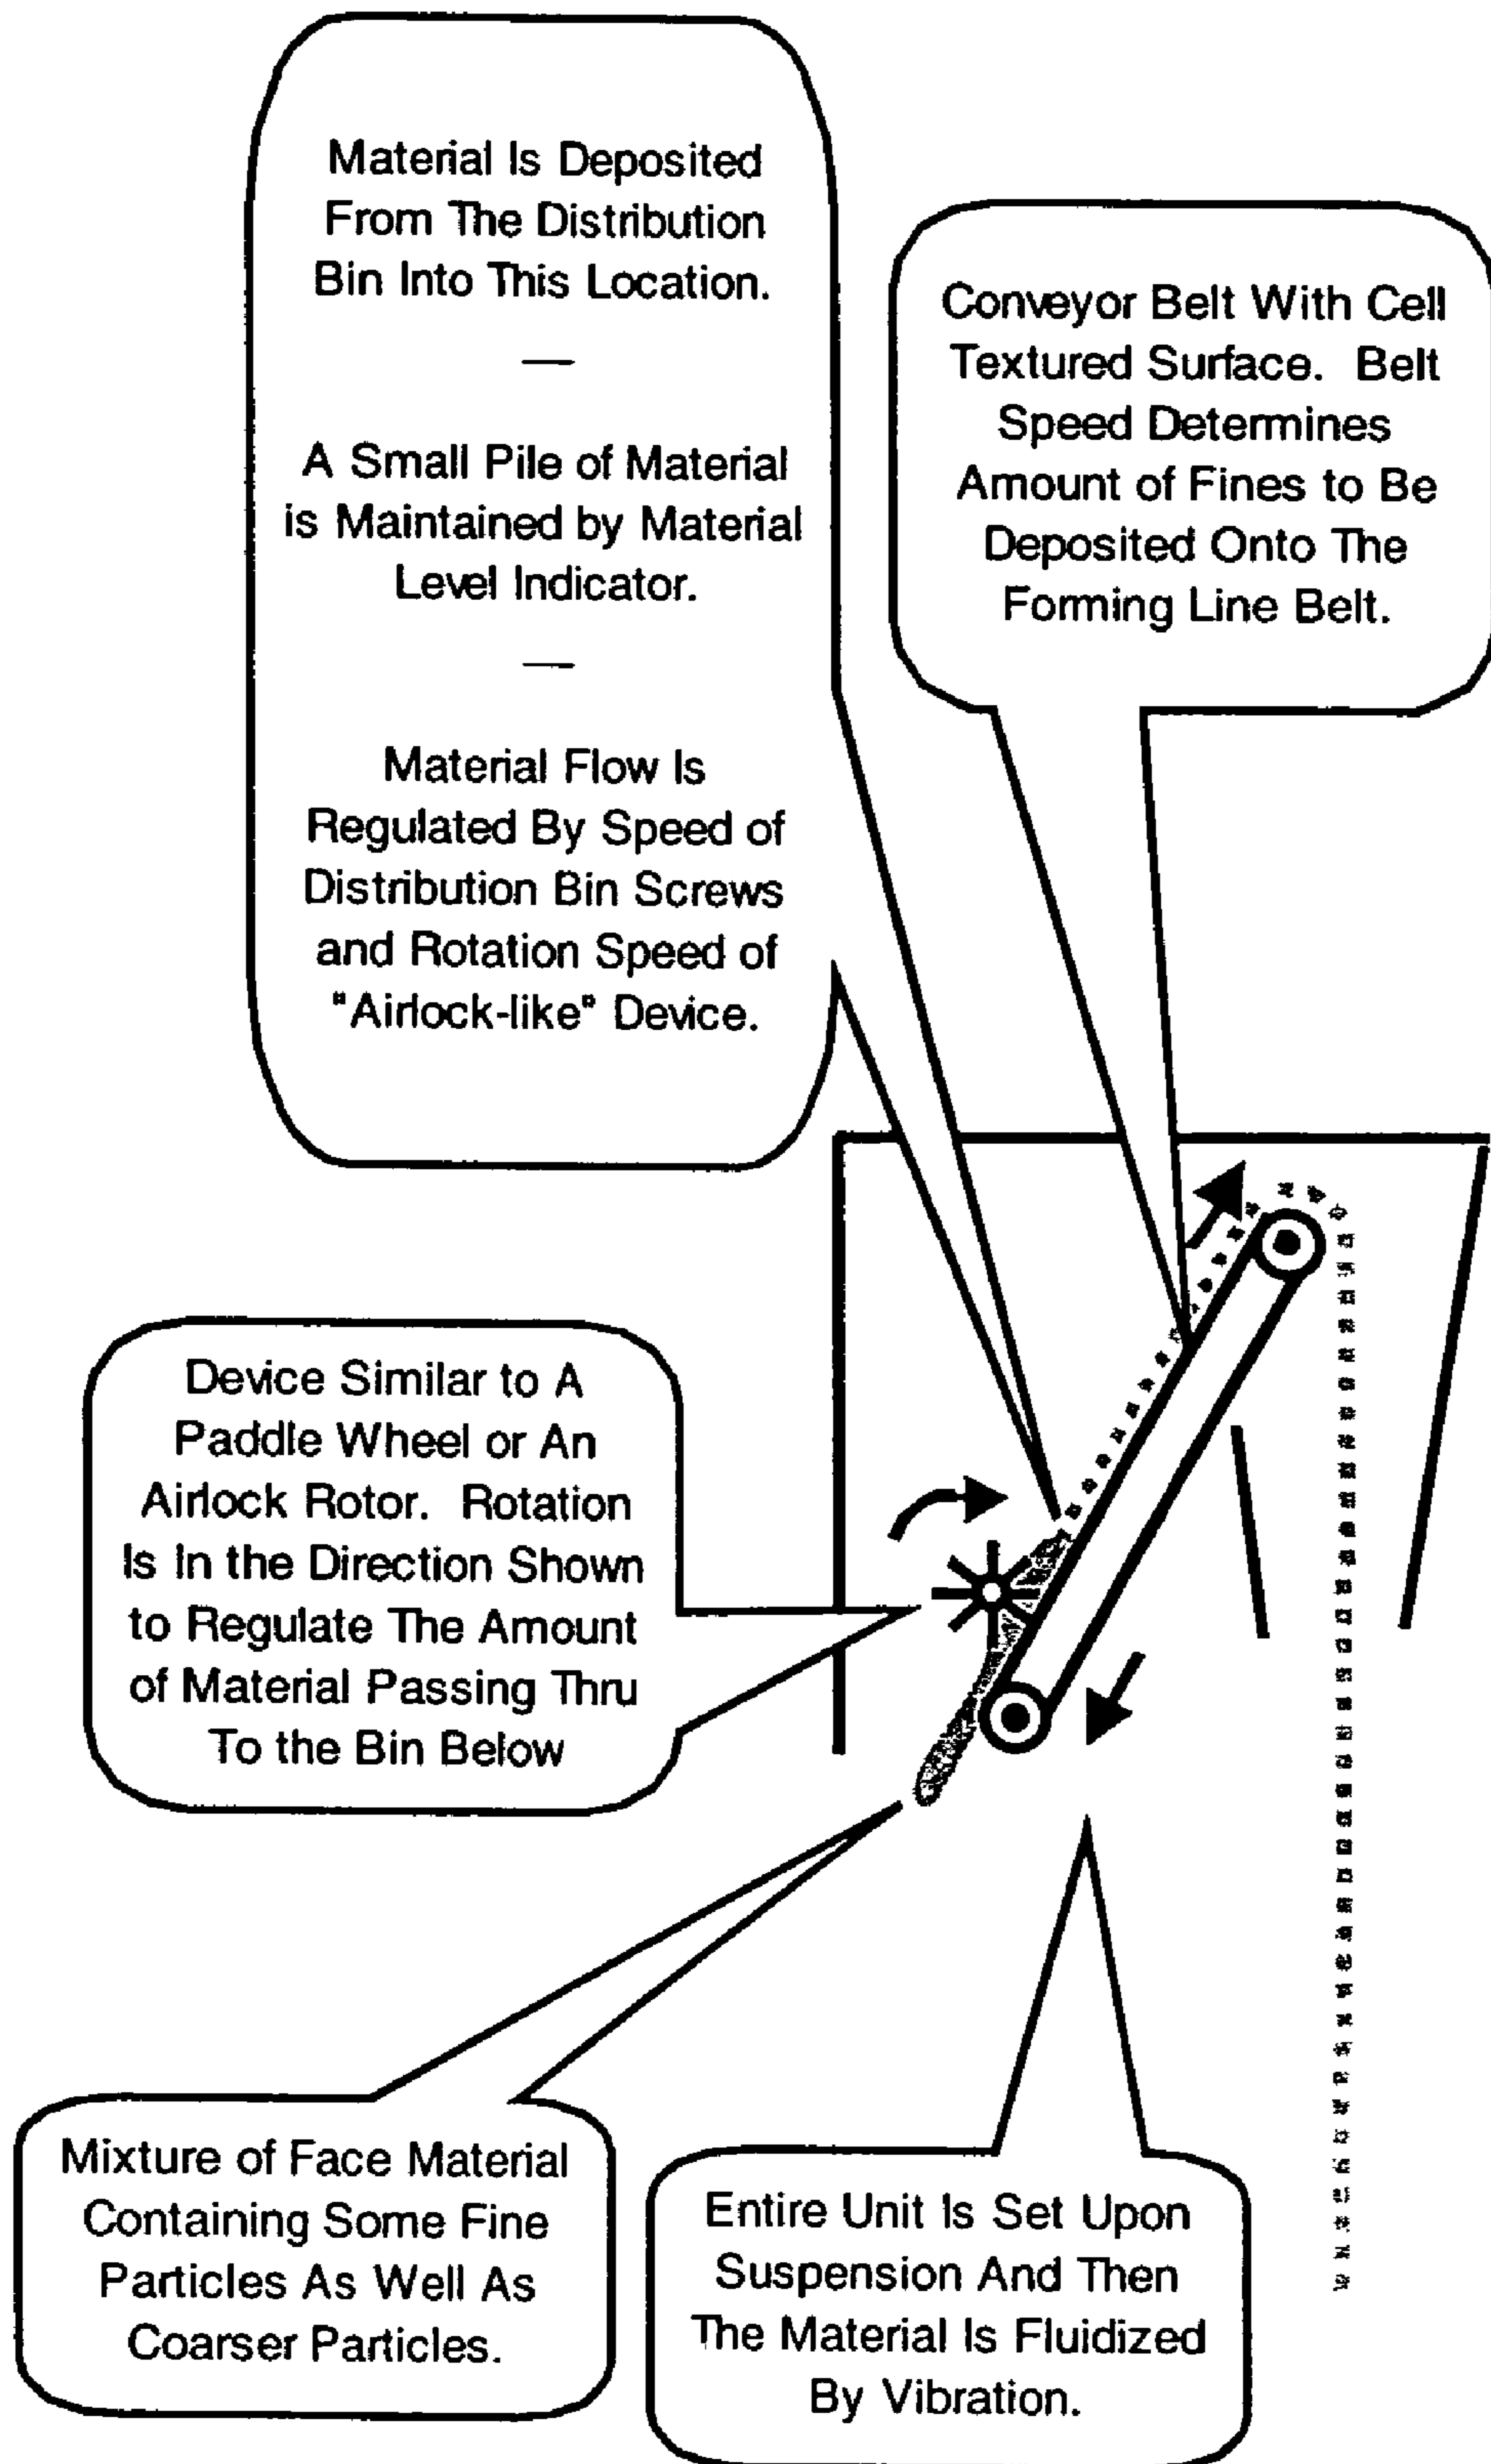 Material Is Deposited
From The Distribution
Bin Into This Location.
—
A Small Pile of Material
is Maintained by Material
Level Indicator.
—
Material Flow Is
Regulated By Speed of
Distribution Bin Screws
and Rotation Speed of
"Airlock-like" Device.
Conveyor Belt With Cell
Textured Surface. Belt
Speed Determines
Amount of Fines to Be
Deposited Onto The
Forming Line Belt.
Device Similar to A
Paddle Wheel or An
Airlock Rotor. Rotation
Is In the Direction Shown
to Regulate The Amount
of Material Passing Thru
To the Bin Below
Mixture of Face Material
Containing Some Fine
Particles As Well As
Coarser Particles.
Entire Unit Is Set Upon
Suspension And Then
The Material Is Fluidized
By Vibration.